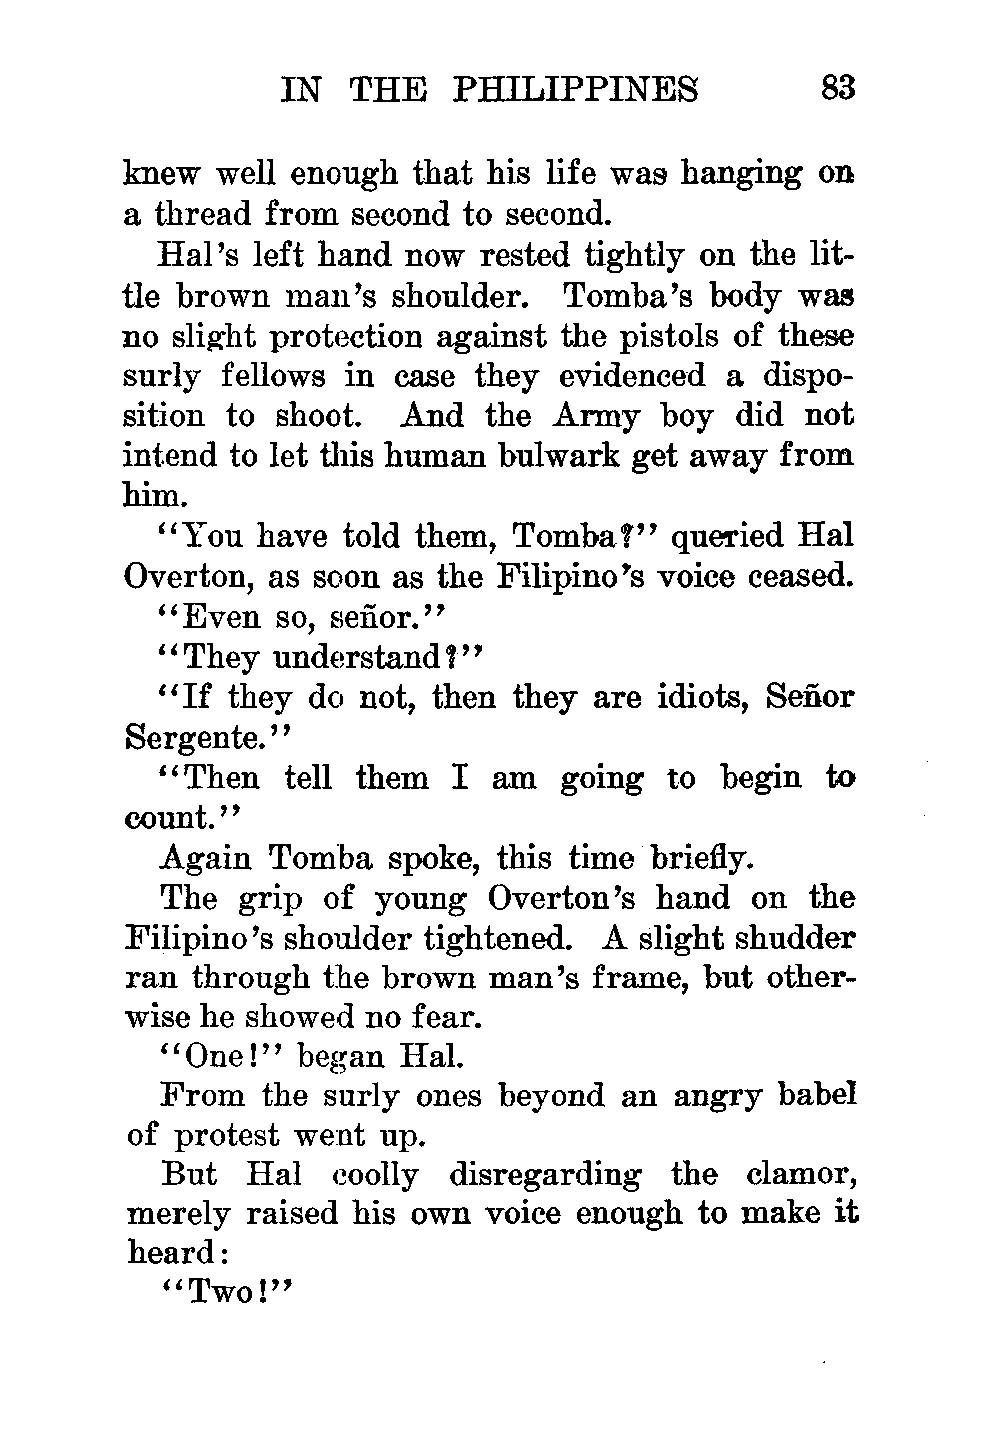 IN THE PHILIPPINES 83
knew well enough that his life was hanging on
a thread from second to second.
Hal's left hand now rested tightly on the lit-
tle brown man's shoulder. Tomba's body was
no slight protection against the pistols of these
surly fellows in case they evidenced a dispo-
sition to shoot. And the Army boy did not
intend to let this human bulwark get away from
him.
"You have told them, Tomba?" queried Hal
Overton, as soon as the Filipino's voice ceased.
"Even so, señor."
"They understand?"
"If they do not, then they are idiots, Señor
Sergente."
"Then tell them I am going to begin to
count."
Again Tomba spoke, this time briefly.
The grip of young Overton's hand on the
Filipino's shoulder tightened. A slight shudder
ran through the brown man's frame, but other-
wise he showed no fear.
"One!" began Hal.
From the surly ones beyond an angry babel
of protest went up.
But Hal coolly disregarding the clamor,
merely raised his own voice enough to make it
heard:
"Two!"